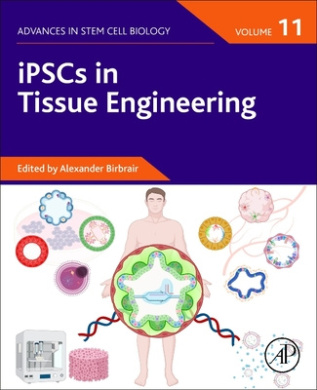 ADVANCES IN STEM CELL BIOLOGY
VOLUME 11
iPSCs in
Tissue Engineering
Edited by Alexander Birbrair
AP